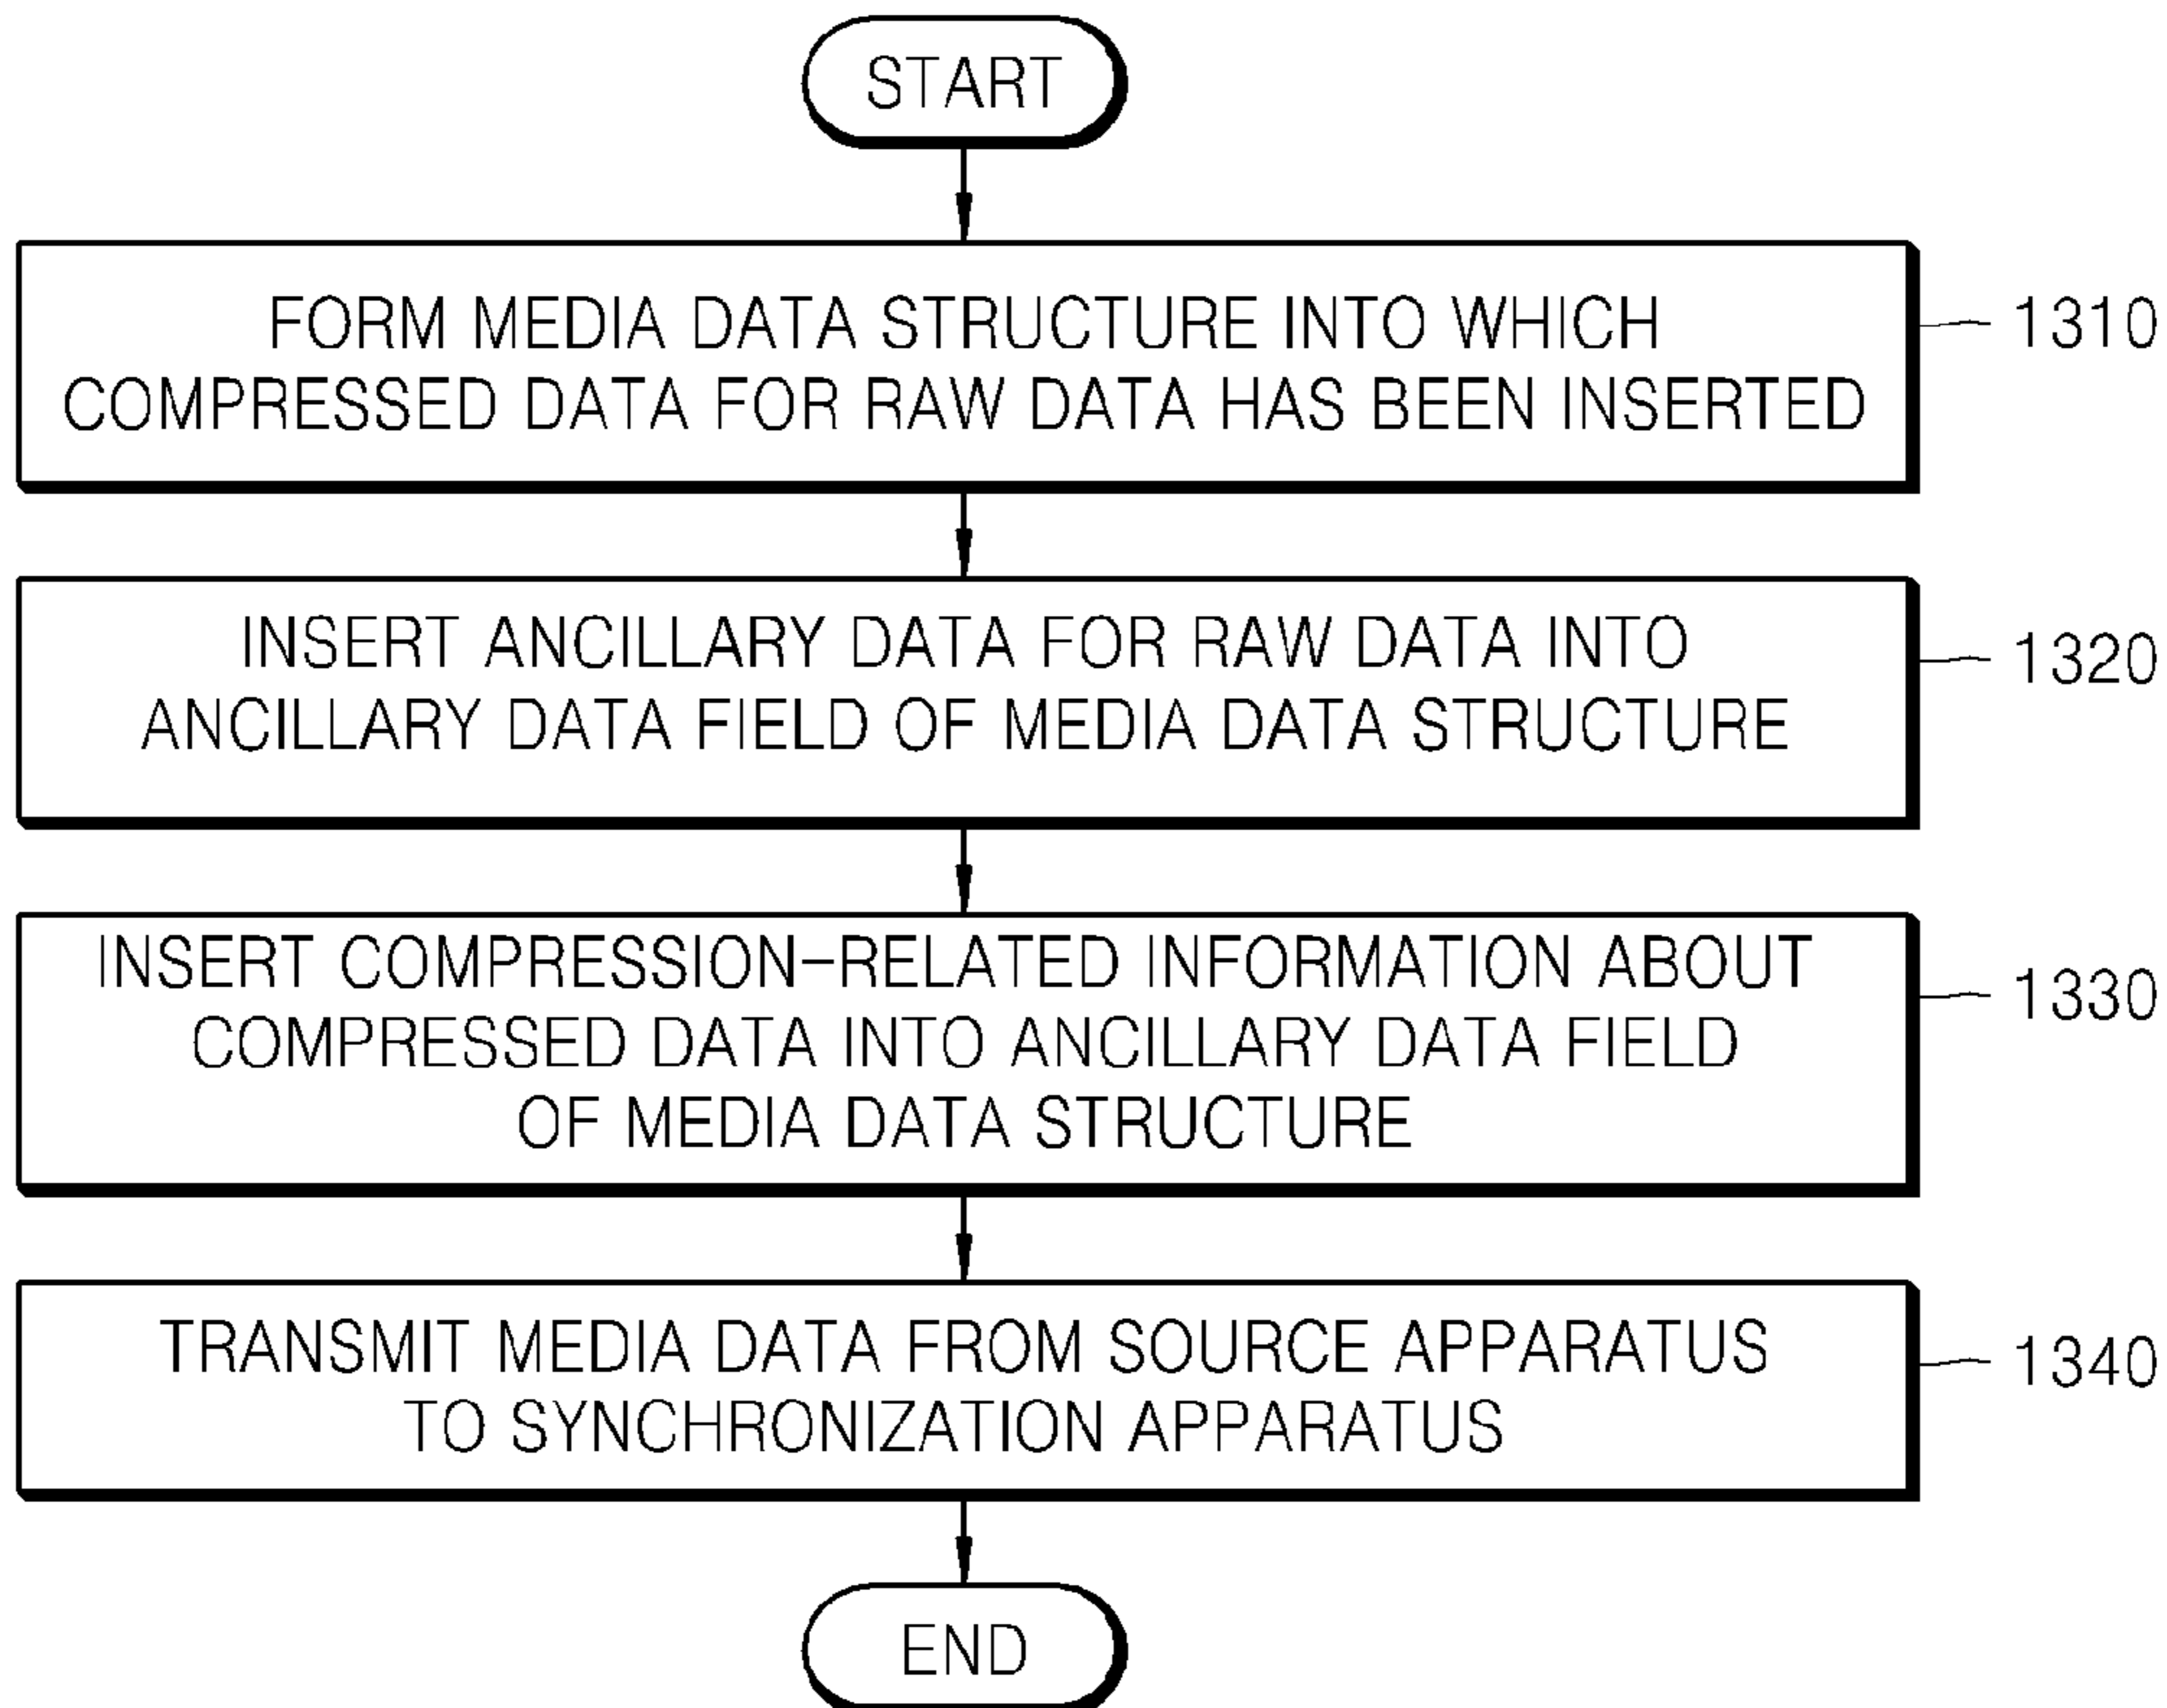 START
FORM MEDIA DATA STRUCTURE INTO WHICH
COMPRESSED DATA FOR RAW DATA HAS BEEN INSERTED
1310
INSERT ANCILLARY DATA FOR RAW DATA INTO
ANCILLARY DATA FIELD OF MEDIA DATA STRUCTURE
1320
INSERT COMPRESSION-RELATED INFORMATION ABOUT
COMPRESSED DATA INTO ANCILLARY DATA FIELD
OF MEDIA DATA STRUCTURE
1330
TRANSMIT MEDIA DATA FROM SOURCE APPARATUS
TO SYNCHRONIZATION APPARATUS
1340
END